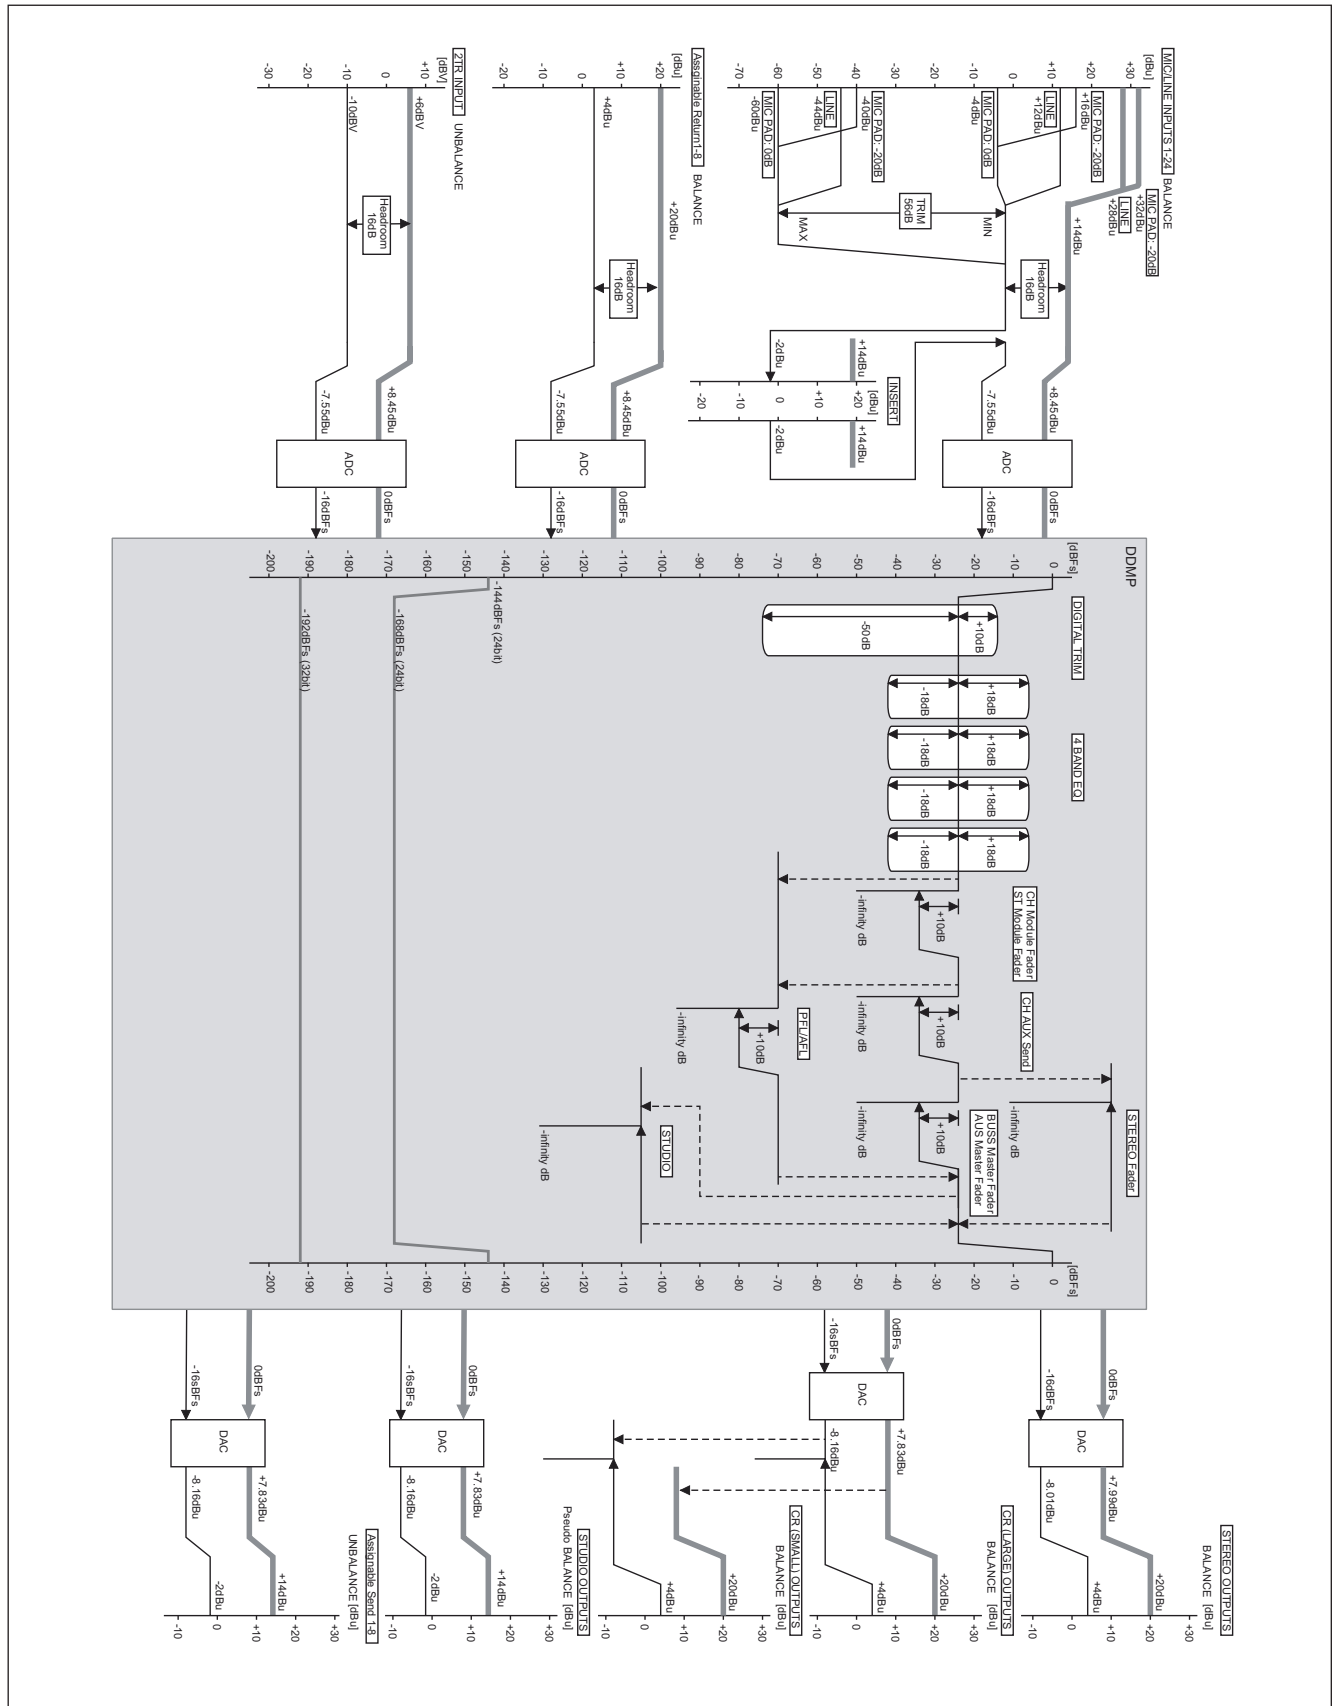 MIC/LINE INPUTS 1-24 BALANCE
[dBu]
+30
+20
+10
0
-10
-20
-30
-40
-50
-60
-70
MIC PAD: -20dB
+32dBu
LINE
+28dBu
+14dBu
MIC PAD: -20dB
+16dBu
LINE
+12dBu
MIC PAD: 0dB
-4dBu
MIC PAD: -20dB
-40dBu
LINE
-44dBu
MIC PAD: 0dB
-60dBu
TRIM
56dB
MIN
MAX
Headroom
16dB
INSERT
[dBu]
+20
+10
0
-10
-20
+14dBu
-2dBu
+14dBu
-2dBu
+8.45dBu
-7.55dBu
ADC
0dBFs
-16dBFs
Assginable Return1-8 BALANCE
[dBu]
+20
+10
0
-10
-20
+20dBu
+4dBu
Headroom
16dB
+8.45dBu
-7.55dBu
ADC
0dBFs
-16dBFs
2TR INPUT UNBALANCE
[dBV]
+10
0
-10
-20
-30
+6dBV
-10dBV
Headroom
16dB
+8.45dBu
-7.55dBu
ADC
0dBFs
-16dBFs
DDMP
[dBFs]
0
-10
-20
-30
-40
-50
-60
-70
-80
-90
-100
-110
-120
-130
-140
-150
-160
-170
-180
-190
-200
-144dBFs (24bit)
-168dBFs (24bit)
-192dBFs (32bit)
DIGITAL TRIM
+10dB
-50dB
4 BAND EQ
+18dB
-18dB
+18dB
-18dB
+18dB
-18dB
+18dB
-18dB
CH Module Fader
ST Module Fader
+10dB
-infinity dB
CH AUX Send
+10dB
-infinity dB
PFL/AFL
+10dB
-infinity dB
STEREO Fader
-infinity dB
BUSS Master Fader
AUS Master Fader
+10dB
-infinity dB
STUDIO
-infinity dB
[dBFs]
0
-10
-20
-30
-40
-50
-60
-70
-80
-90
-100
-110
-120
-130
-140
-150
-160
-170
-180
-190
-200
0dBFs
-16dBFs
DAC
+7.99dBu
-8.01dBu
STEREO OUTPUTS
BALANCE [dBu]
+20dBu
+4dBu
+30
+20
+10
0
-10
0dBFs
-16sBFs
DAC
+7.83dBu
-8.16dBu
CR (LARGE) OUTPUTS
BALANCE [dBu]
+20dBu
+4dBu
+30
+20
+10
0
-10
CR (SMALL) OUTPUTS
BALANCE [dBu]
+20dBu
+4dBu
+30
+20
+10
0
-10
0dBFs
-16sBFs
DAC
+7.83dBu
-8.16dBu
STUDIO OUTPUTS
Pseudo BALANCE [dBu]
+14dBu
-2dBu
+30
+20
+10
0
-10
0dBFs
-16sBFs
DAC
+7.83dBu
-8.16dBu
Assignable Send 1-8
UNBALANCE [dBu]
+14dBu
-2dBu
+30
+20
+10
0
-10